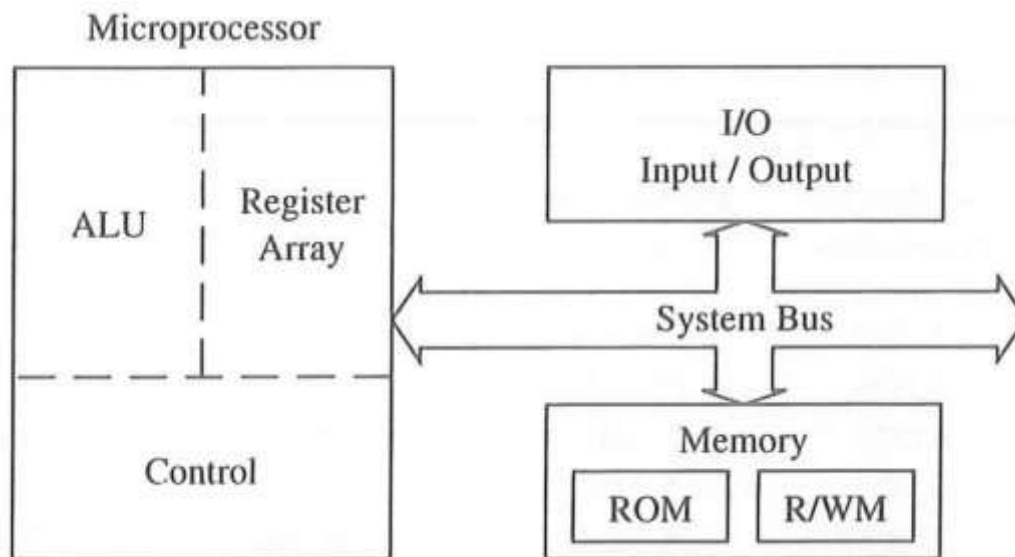 Microprocessor
ALU
Register
Array
Control
I/O
Input / Output
System Bus
Memory
ROM
R/WM